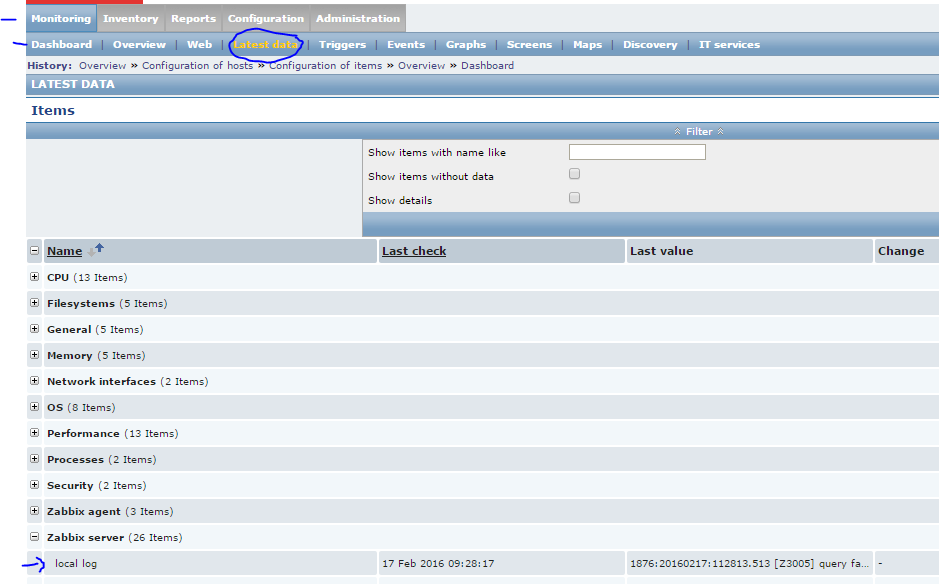 Monitoring Inventory Reports Configuration Administration
Dashboard | Overview | Web | Latest data | Triggers | Events | Graphs | Screens | Maps | Discovery | IT services
History: Overview » Configuration of hosts » Configuration of items » Overview » Dashboard
LATEST DATA
Items
Filter
Show items with name like
Show items without data
Show details
Name Last check Last value Change
CPU (13 Items)
Filesystems (5 Items)
General (5 Items)
Memory (5 Items)
Network interfaces (2 Items)
OS (8 Items)
Performance (13 Items)
Processes (2 Items)
Security (2 Items)
Zabbix agent (3 Items)
Zabbix server (26 Items)
local log 17 Feb 2016 09:28:17 1876:20160217:112813.513 [Z3005] query fa... -